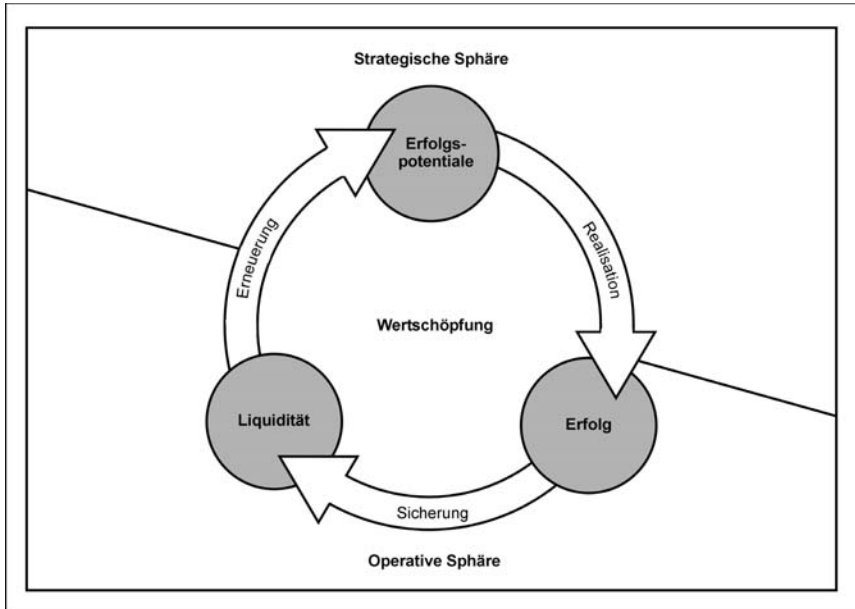 Strategische Sphäre
Erfolgs-
potentiale
Erneuerung
Realisation
Wertschöpfung
Liquidität
Erfolg
Sicherung
Operative Sphäre